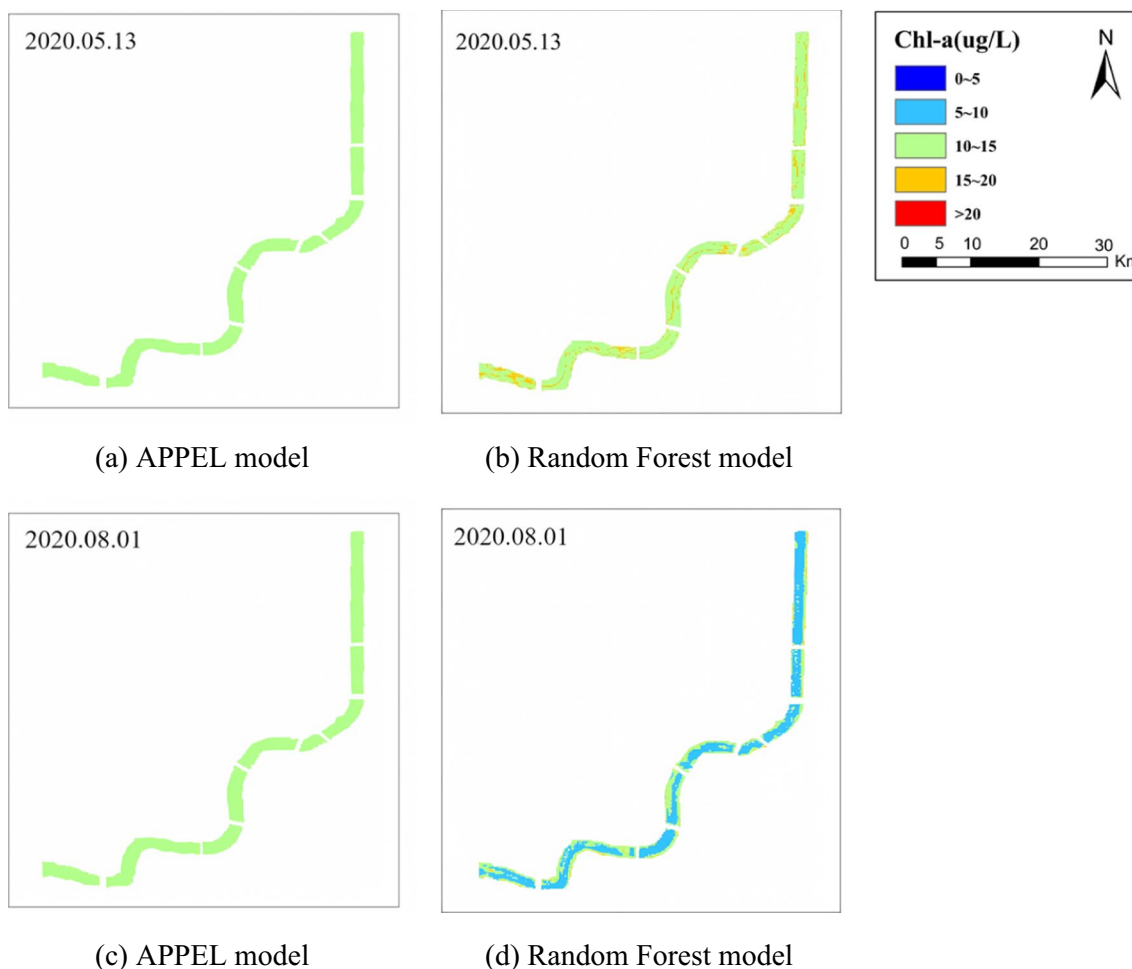 2020.05.13
2020.05.13
Chl-a(ug/L)
N
0~5
5~10
10~15
15~20
>20
0 5 10 20 30
Km
(a) APPEL model
(b) Random Forest model
2020.08.01
2020.08.01
(c) APPEL model
(d) Random Forest model